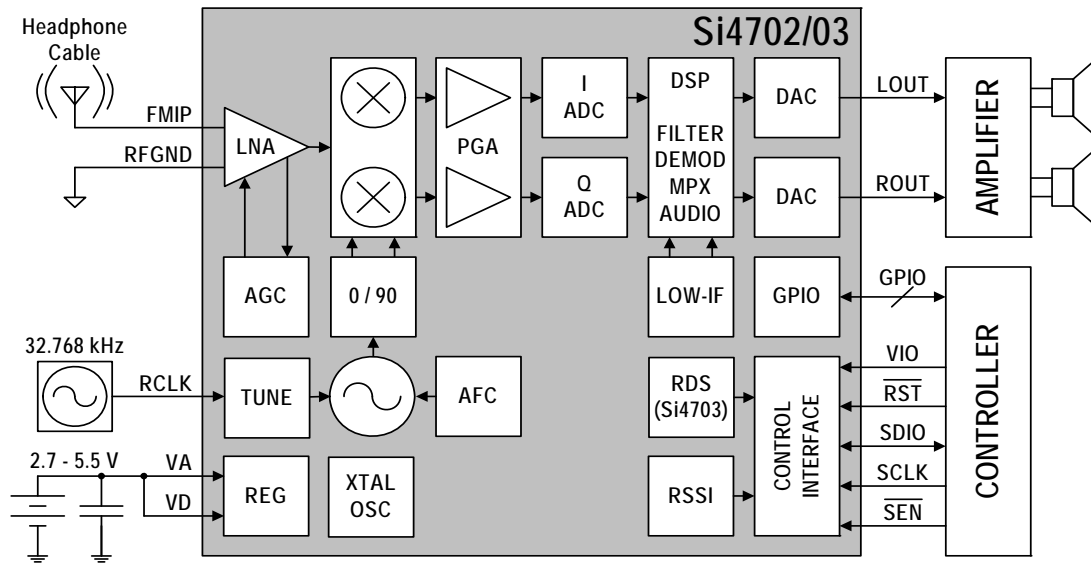 Si4702/03
Headphone
Cable
FMIP
RFGND
LNA
PGA
I
ADC
Q
ADC
DSP
FILTER
DEMOD
MPX
AUDIO
DAC
DAC
LOUT
ROUT
AMPLIFIER
AGC
0 / 90
LOW-IF
GPIO
GPIO
32.768 kHz
RCLK
TUNE
AFC
RDS
(Si4703)
CONTROL
INTERFACE
VIO
RST
SDIO
SCLK
SEN
CONTROLLER
2.7 - 5.5 V
VA
VD
REG
XTAL
OSC
RSSI